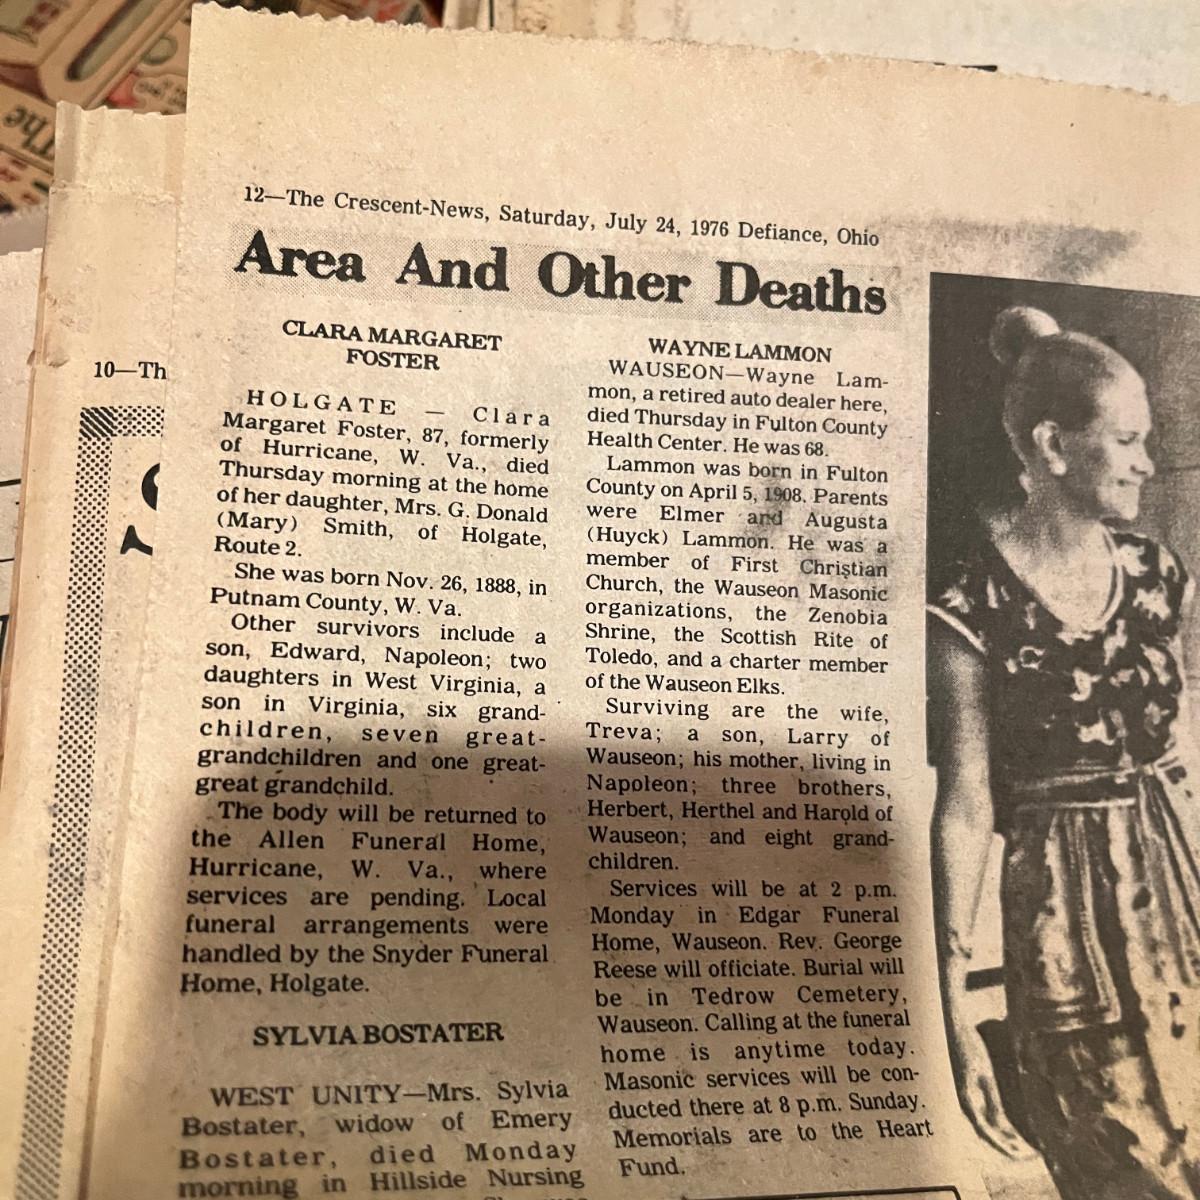 The
12—The Crescent-News, Saturday, July 24, 1976 Defiance, Ohio
Area And Other Deaths
CLARA MARGARET
FOSTER
HOLGATE — Clara
Margaret Foster, 87, formerly
of Hurricane, W. Va., died
Thursday morning at the home
of her daughter, Mrs. G. Donald
(Mary) Smith, of Holgate,
Route 2.
She was born Nov. 26, 1888, in
Putnam County, W. Va.
Other survivors include a
son, Edward, Napoleon; two
daughters in West Virginia, a
son in Virginia, six grand-
children, seven great-
grandchildren and one great-
great grandchild.
The body will be returned to
the Allen Funeral Home,
Hurricane, W. Va., where
services are pending. Local
funeral arrangements were
handled by the Snyder Funeral
Home, Holgate.
SYLVIA BOSTATER
WEST UNITY—Mrs. Sylvia
Bostater, widow of Emery
Bostater, died Monday
morning in Hillside Nursing
WAYNE LAMMON
WAUSEON—Wayne Lam-
mon, a retired auto dealer here,
died Thursday in Fulton County
Health Center. He was 68.
Lammon was born in Fulton
County on April 5, 1908. Parents
were Elmer and Augusta
(Huyck) Lammon. He was a
member of First Christian
Church, the Wauseon Masonic
organizations, the Zenobia
Shrine, the Scottish Rite of
Toledo, and a charter member
of the Wauseon Elks.
Surviving are the wife,
Treva; a son, Larry of
Wauseon; his mother, living in
Napoleon; three brothers,
Herbert, Herthel and Harold of
Wauseon; and eight grand-
children.
Services will be at 2 p.m.
Monday in Edgar Funeral
Home, Wauseon. Rev. George
Reese will officiate. Burial will
be in Tedrow Cemetery,
Wauseon. Calling at the funeral
home is anytime today.
Masonic services will be con-
ducted there at 8 p.m. Sunday.
Memorials are to the Heart
Fund.
10—Th